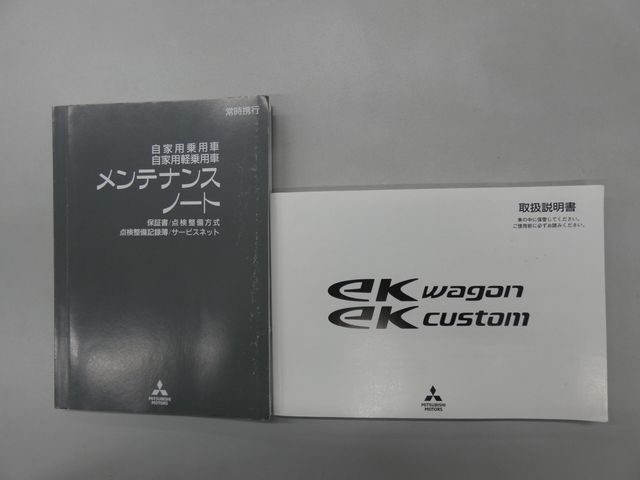 常時携行
自家用乗用車
自家用軽乗用車
メンテナンス
ノート
保証書/点検整備方式
点検整備記録簿/サービスネット
MITSUBISHI
MOTORS
取扱説明書
車の中に保管してください。
ご使用前に必ずお読みください。
eK wagon
eK custom
MITSUBISHI
MOTORS